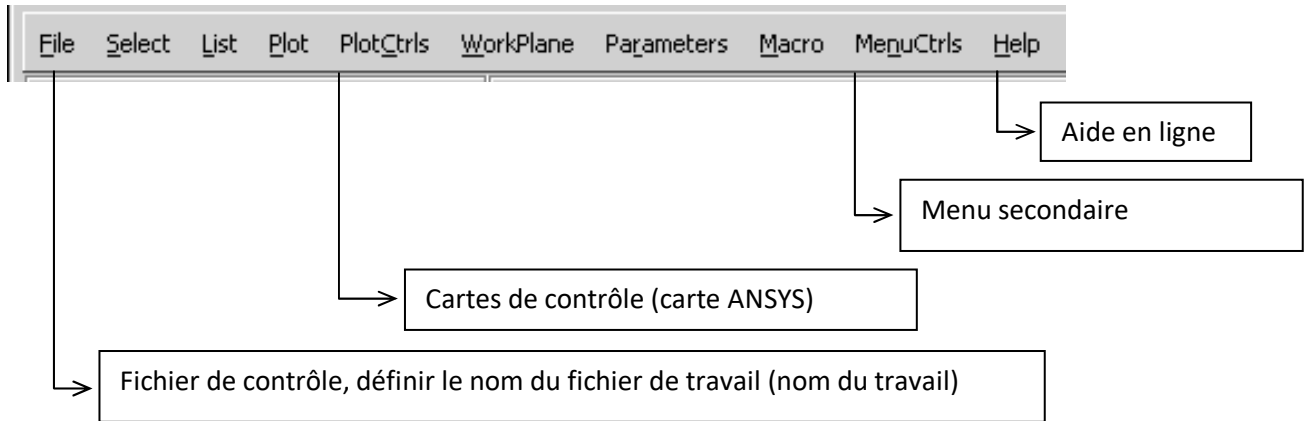 File Select List Plot PlotCtrls WorkPlane Parameters Macro MenuCtrls Help
Aide en ligne
Menu secondaire
Cartes de contrôle (carte ANSYS)
Fichier de contrôle, définir le nom du fichier de travail (nom du travail)